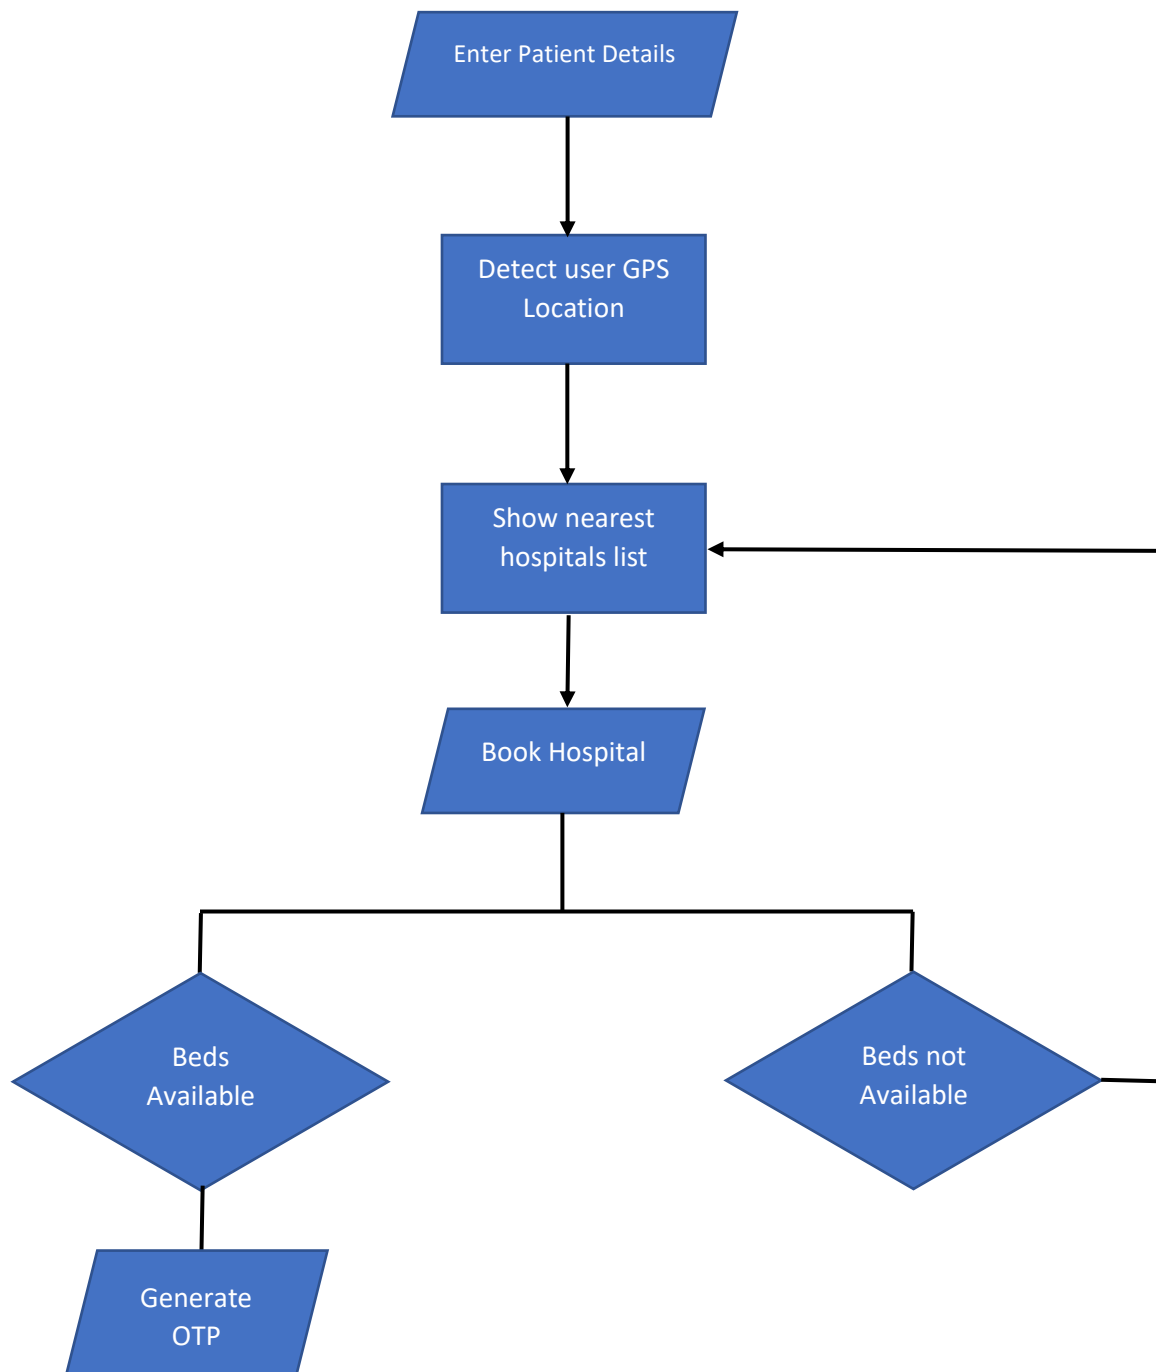 Enter Patient Details
Detect user GPS
Location
Show nearest
hospitals list
Book Hospital
Beds
Available
Beds not
Available
Generate
OTP